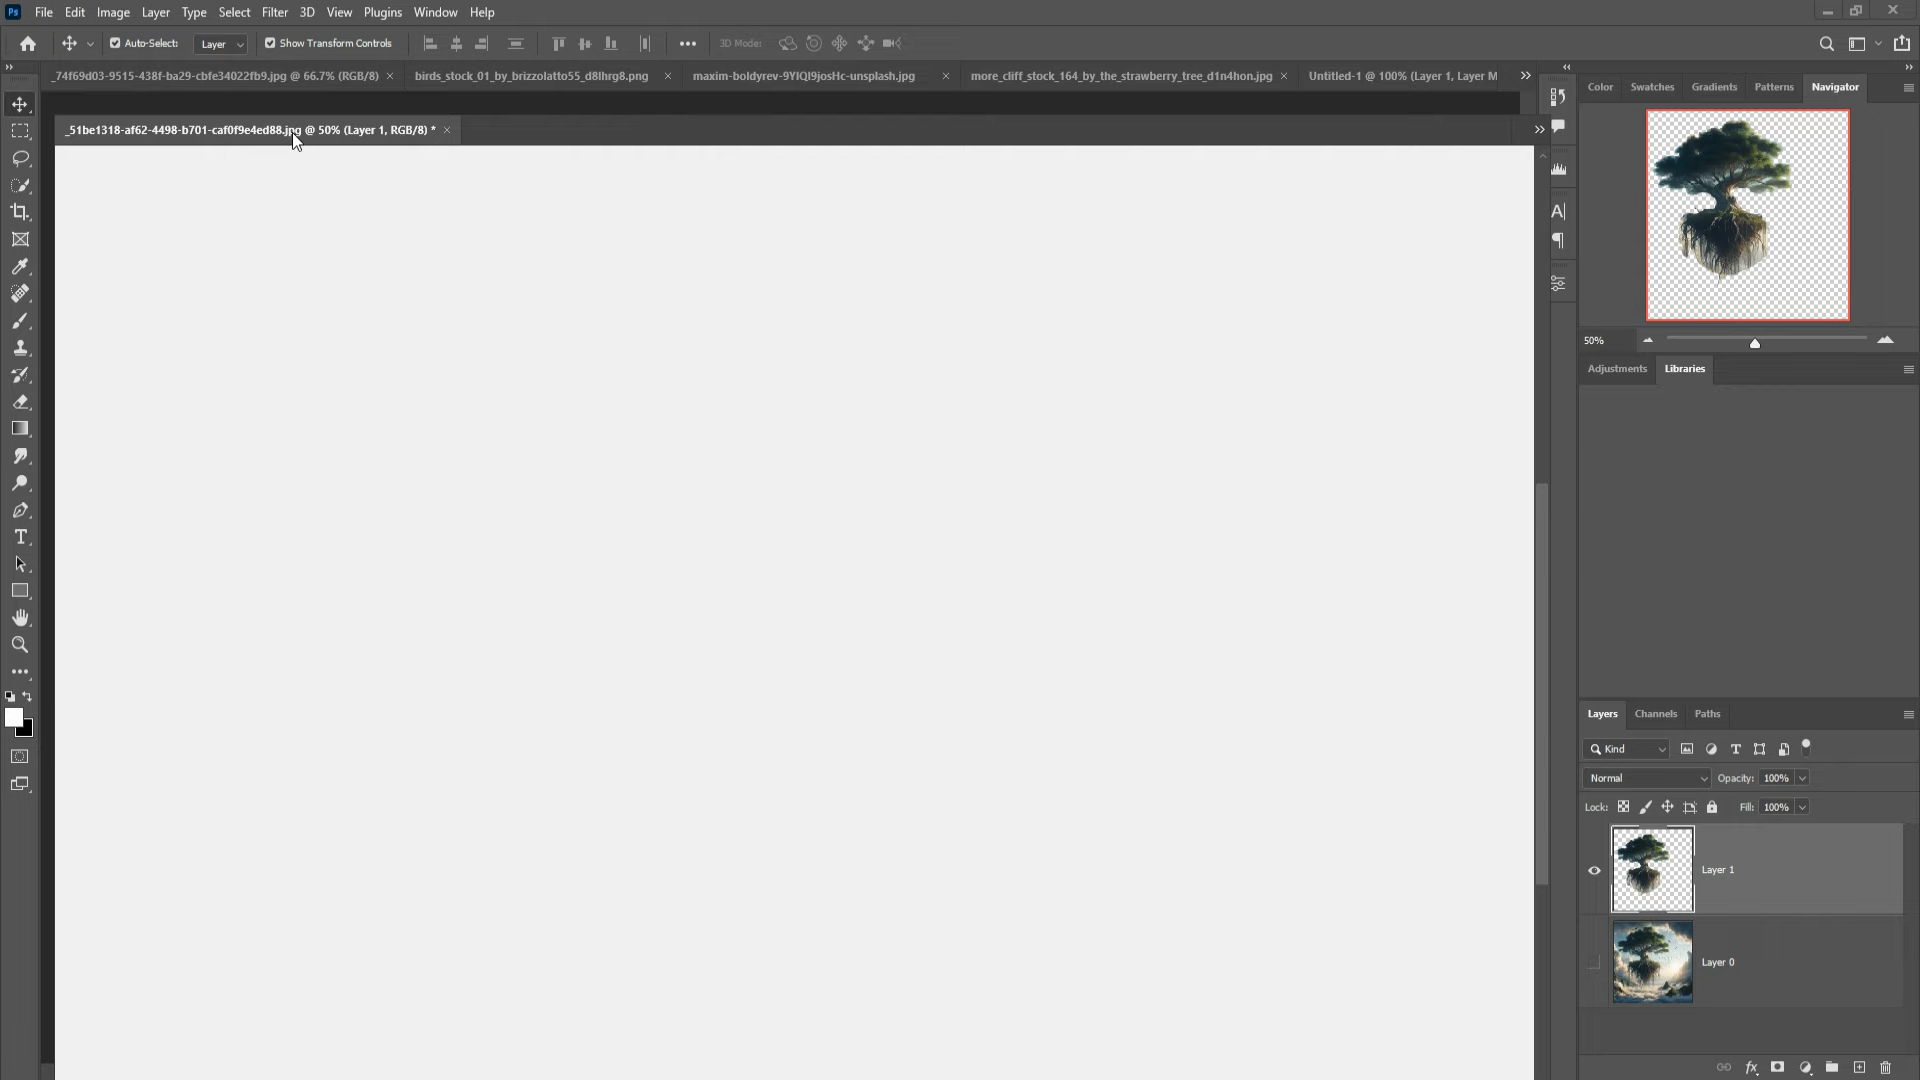 Ps File Edit Image Layer Type Select Filter 3D View Plugins Window Help
Auto-Select: Layer Show Transform Controls 3D Mode:
_74f69d03-9515-438f-ba29-cbfe34022fb9.jpg @ 66.7% (RGB/8) birds_stock_01_by_brizzolatto55_d8lhrg8.png maxim-boldyrev-9YIQI9josHc-unsplash.jpg more_cliff_stock_164_by_the_strawberry_tree_d1n4hon.jpg Untitled-1 @ 100% (Layer 1, Layer M
Color Swatches Gradients Patterns Navigator
_51be1318-af62-4498-b701-caf0f9e4ed88.jpg @ 50% (Layer 1, RGB/8) *
50%
Adjustments Libraries
Layers Channels Paths
Kind
Normal Opacity: 100%
Lock: Fill: 100%
Layer 1
Layer 0